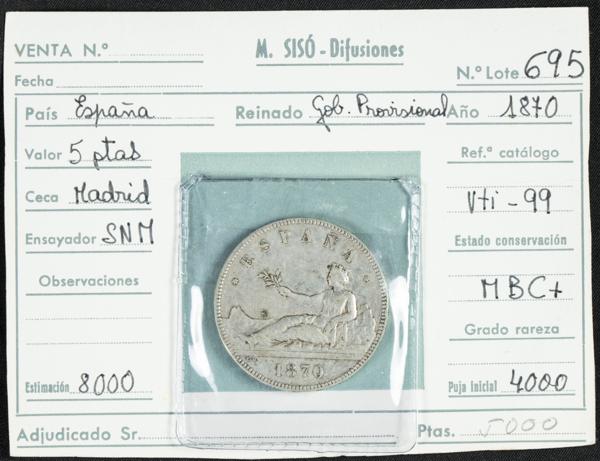 VENTA N.º M. SISÓ - Difusiones
Fecha N.º Lote 695
País España Reinado Gob. Provisional Año 1870
Valor 5 ptas Ref.ª catálogo
Ceca Madrid Vti - 99
Ensayador SNM Estado conservación
Observaciones MBC+
Grado rareza
Estimación 8000 Puja inicial 4000
Adjudicado Sr. Ptas. 5000
ESPAÑA
1870